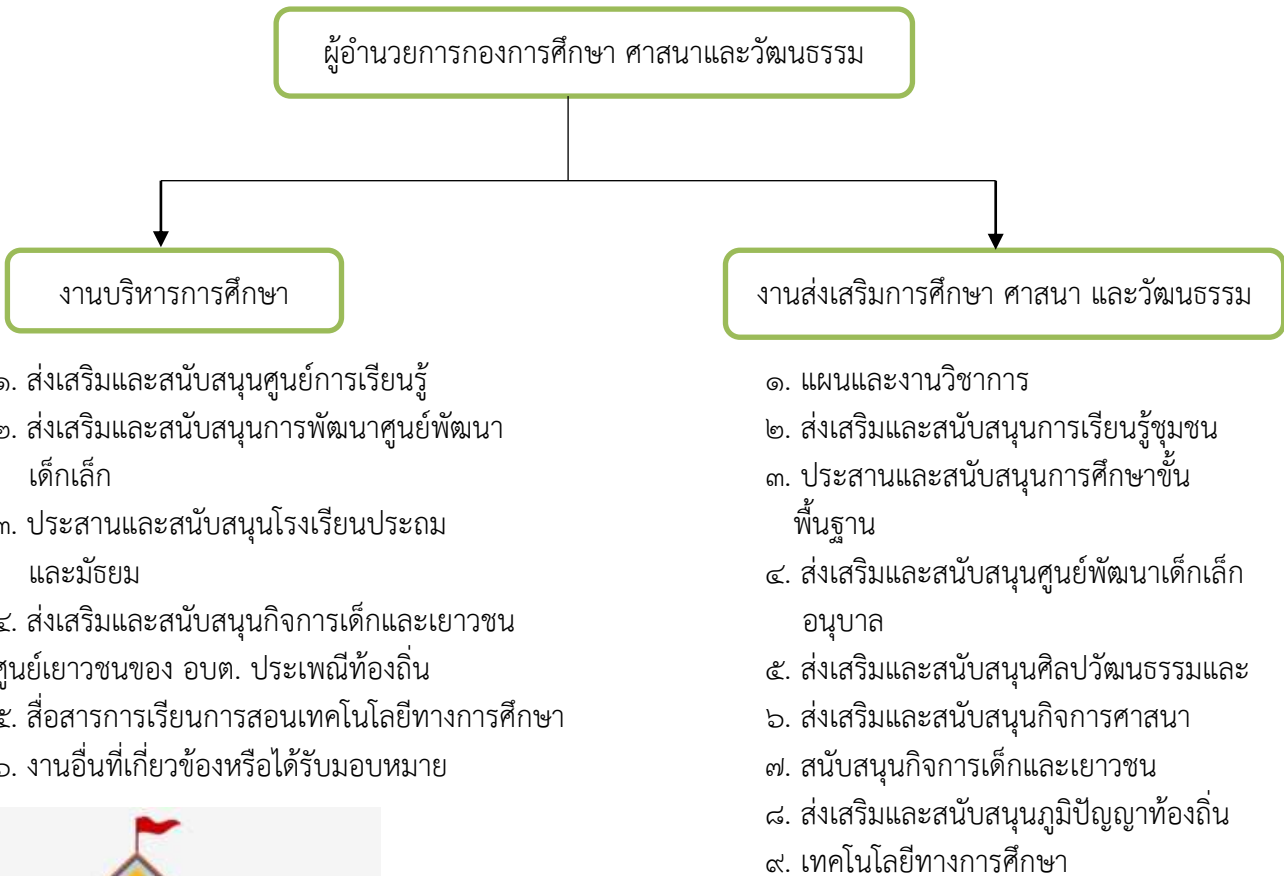 ผู้อำนวยการกองการศึกษา ศาสนาและวัฒนธรรม
งานบริหารการศึกษา
๑. ส่งเสริมและสนับสนุนศูนย์การเรียนรู้
๒. ส่งเสริมและสนับสนุนการพัฒนาศูนย์พัฒนา
เด็กเล็ก
๓. ประสานและสนับสนุนโรงเรียนประถม
และมัธยม
๔. ส่งเสริมและสนับสนุนกิจการเด็กและเยาวชน
ศูนย์เยาวชนของ อบต. ประเพณีท้องถิ่น
๕. สื่อสารการเรียนการสอนเทคโนโลยีทางการศึกษา
๖. งานอื่นที่เกี่ยวข้องหรือได้รับมอบหมาย
งานส่งเสริมการศึกษา ศาสนา และวัฒนธรรม
๑. แผนและงานวิชาการ
๒. ส่งเสริมและสนับสนุนการเรียนรู้ชุมชน
๓. ประสานและสนับสนุนการศึกษาขั้น
พื้นฐาน
๔. ส่งเสริมและสนับสนุนศูนย์พัฒนาเด็กเล็ก
อนุบาล
๕. ส่งเสริมและสนับสนุนศิลปวัฒนธรรมและ
๖. ส่งเสริมและสนับสนุนกิจการศาสนา
๗. สนับสนุนกิจการเด็กและเยาวชน
๘. ส่งเสริมและสนับสนุนภูมิปัญญาท้องถิ่น
๙. เทคโนโลยีทางการศึกษา